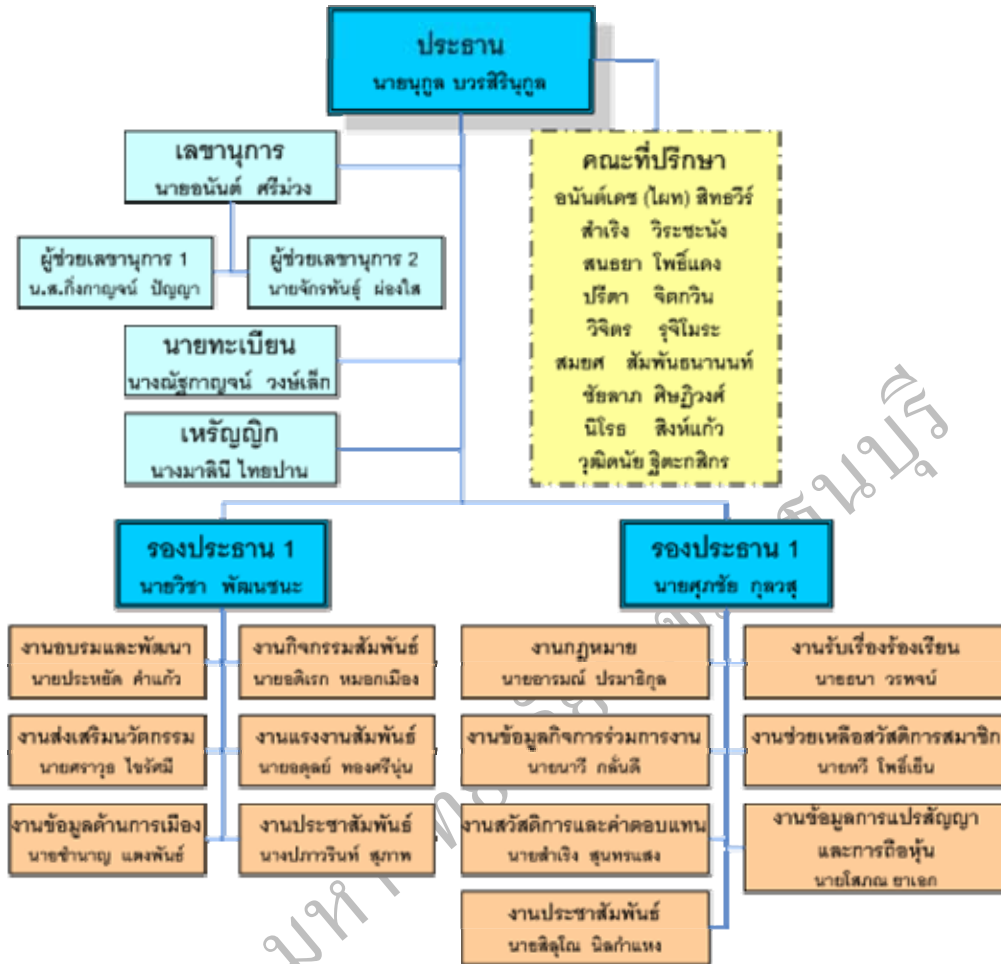 ประธาน
นายนุกูล บวรสิรินุกูล
เลขานุการ
นายอนันต์ ศรีม่วง
คณะที่ปรึกษา
อนันต์เดช (ไผท) สิทธวีร์
สำเริง วิระชะนัง
สนธยา โพธิ์แดง
ปรีดา จิตกวิน
วิจิตร รุจิโมระ
สมยศ สัมพันธนานนท์
ชัยลาภ ศิษฎิวงศ์
นิโรธ สิงห์แก้ว
วุฒิดนัย ฐิตะกสิกร
ผู้ช่วยเลขานุการ 1
น.ส.กิ่งกาญจน์ ปัญญา
ผู้ช่วยเลขานุการ 2
นายจักรพันธุ์ ผ่องใส
นายทะเบียน
นางณัฐกาญจน์ วงษ์เล็ก
เหรัญญิก
นางมาลินี ไทยปาน
รองประธาน 1
นายวิชา พัฒนชนะ
รองประธาน 1
นายศุภชัย กุลวสุ
งานอบรมและพัฒนา
นายประหยัด คำแก้ว
งานกิจกรรมสัมพันธ์
นายอดิเรก หมอกเมือง
งานกฎหมาย
นายอารมณ์ ปรมาธิกุล
งานรับเรื่องร้องเรียน
นายธนา วรพจน์
งานส่งเสริมนวัตกรรม
นายศราวุธ ไขรัศมี
งานแรงงานสัมพันธ์
นายอดุลย์ ทองศรีนุ่น
งานข้อมูลกิจการร่วมการงาน
นายนาวี กลั่นดี
งานช่วยเหลือสวัสดิการสมาชิก
นายทวี โพธิ์เย็น
งานข้อมูลด้านการเมือง
นายชำนาญ แตงพันธ์
งานประชาสัมพันธ์
นางปภาวรินท์ สุภาพ
งานสวัสดิการและค่าตอบแทน
นายสำเริง สุนทรแสง
งานข้อมูลการแปรสัญญา
และการถือหุ้น
นายโสภณ ยาเอก
งานประชาสัมพันธ์
นายสิลุโณ นิลกำแหง